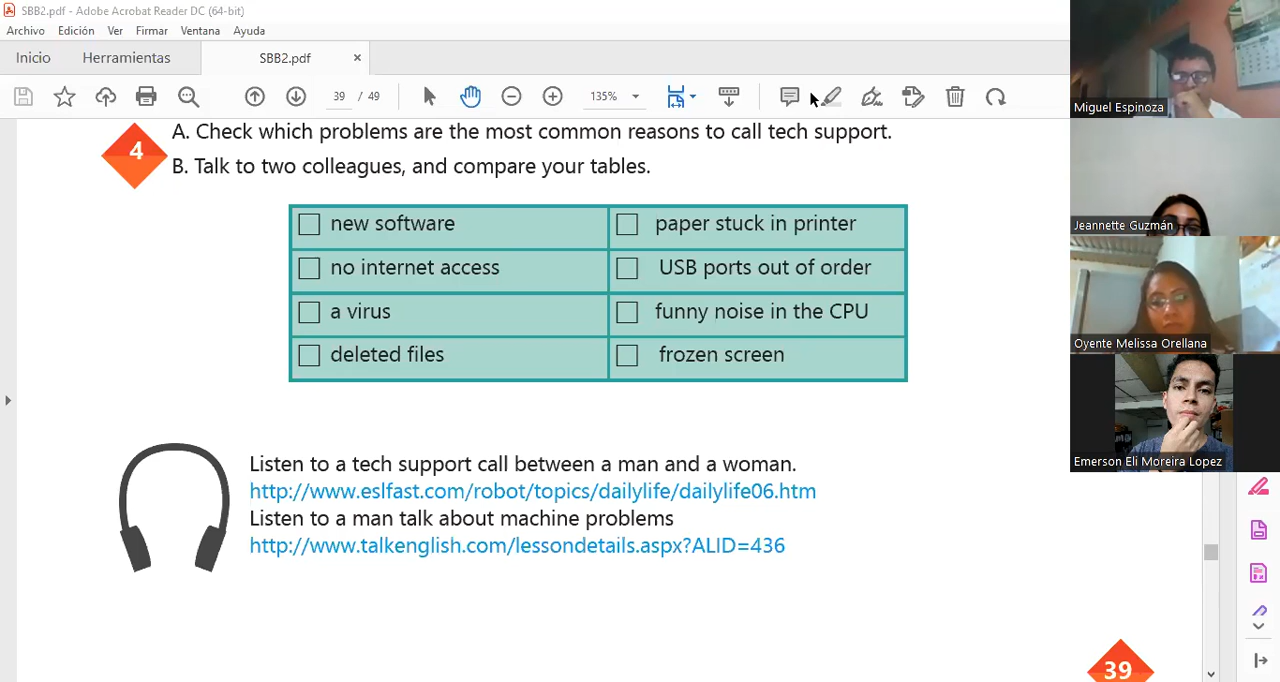 SBB2.pdf - Adobe Acrobat Reader DC (64-bit)
Archivo Edición Ver Firmar Ventana Ayuda
Inicio Herramientas SBB2.pdf ×
39 / 49 135%
4
A. Check which problems are the most common reasons to call tech support.
B. Talk to two colleagues, and compare your tables.
new software paper stuck in printer
no internet access USB ports out of order
a virus funny noise in the CPU
deleted files frozen screen
Listen to a tech support call between a man and a woman.
http://www.eslfast.com/robot/topics/dailylife/dailylife06.htm
Listen to a man talk about machine problems
http://www.talkenglish.com/lessondetails.aspx?ALID=436
39
Miguel Espinoza
Jeannette Guzmán
Oyente Melissa Orellana
Emerson Eli Moreira Lopez